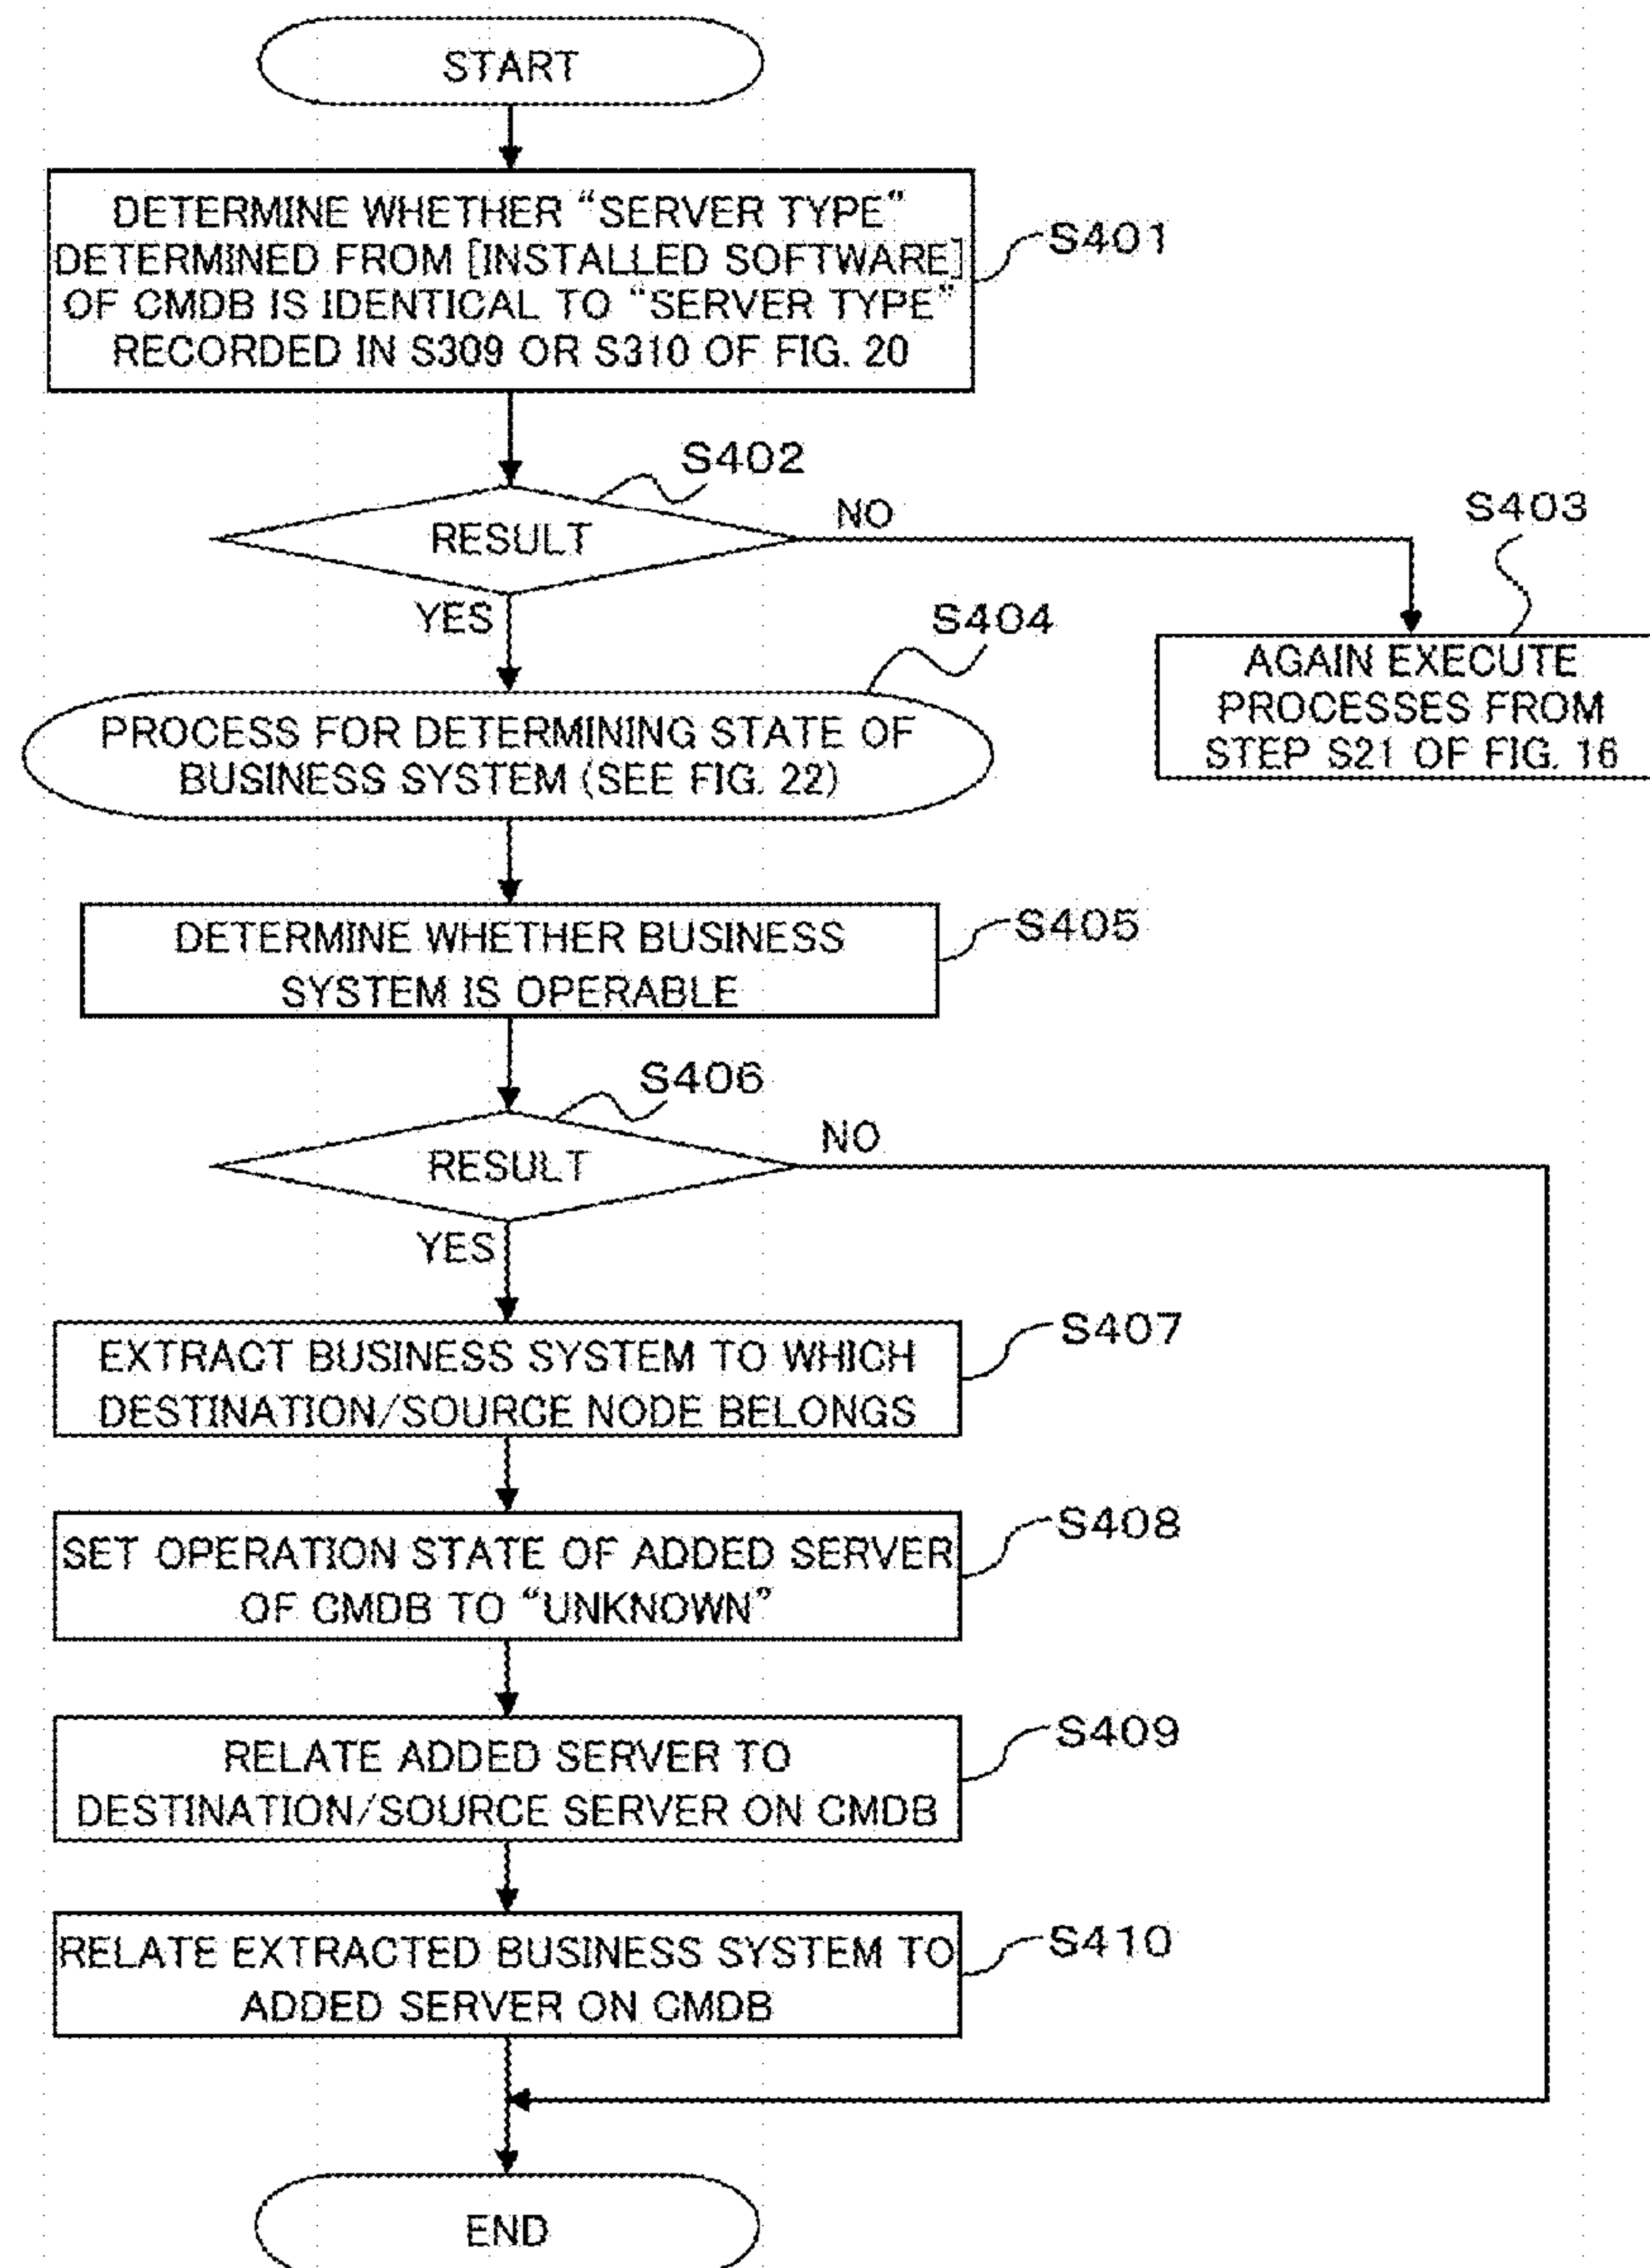 START
DETERMINE WHETHER “SERVER TYPE”
DETERMINED FROM [INSTALLED SOFTWARE]
OF CMDB IS IDENTICAL TO “SERVER TYPE”
RECORDED IN S309 OR S310 OF FIG. 20
S401
S402
RESULT
NO
YES
S403
AGAIN EXECUTE
PROCESSES FROM
STEP S21 OF FIG. 16
S404
PROCESS FOR DETERMINING STATE OF
BUSINESS SYSTEM (SEE FIG. 22)
DETERMINE WHETHER BUSINESS
SYSTEM IS OPERABLE
S405
S406
RESULT
NO
YES
EXTRACT BUSINESS SYSTEM TO WHICH
DESTINATION/SOURCE NODE BELONGS
S407
SET OPERATION STATE OF ADDED SERVER
OF CMDB TO “UNKNOWN”
S408
RELATE ADDED SERVER TO
DESTINATION/SOURCE SERVER ON CMDB
S409
RELATE EXTRACTED BUSINESS SYSTEM TO
ADDED SERVER ON CMDB
S410
END